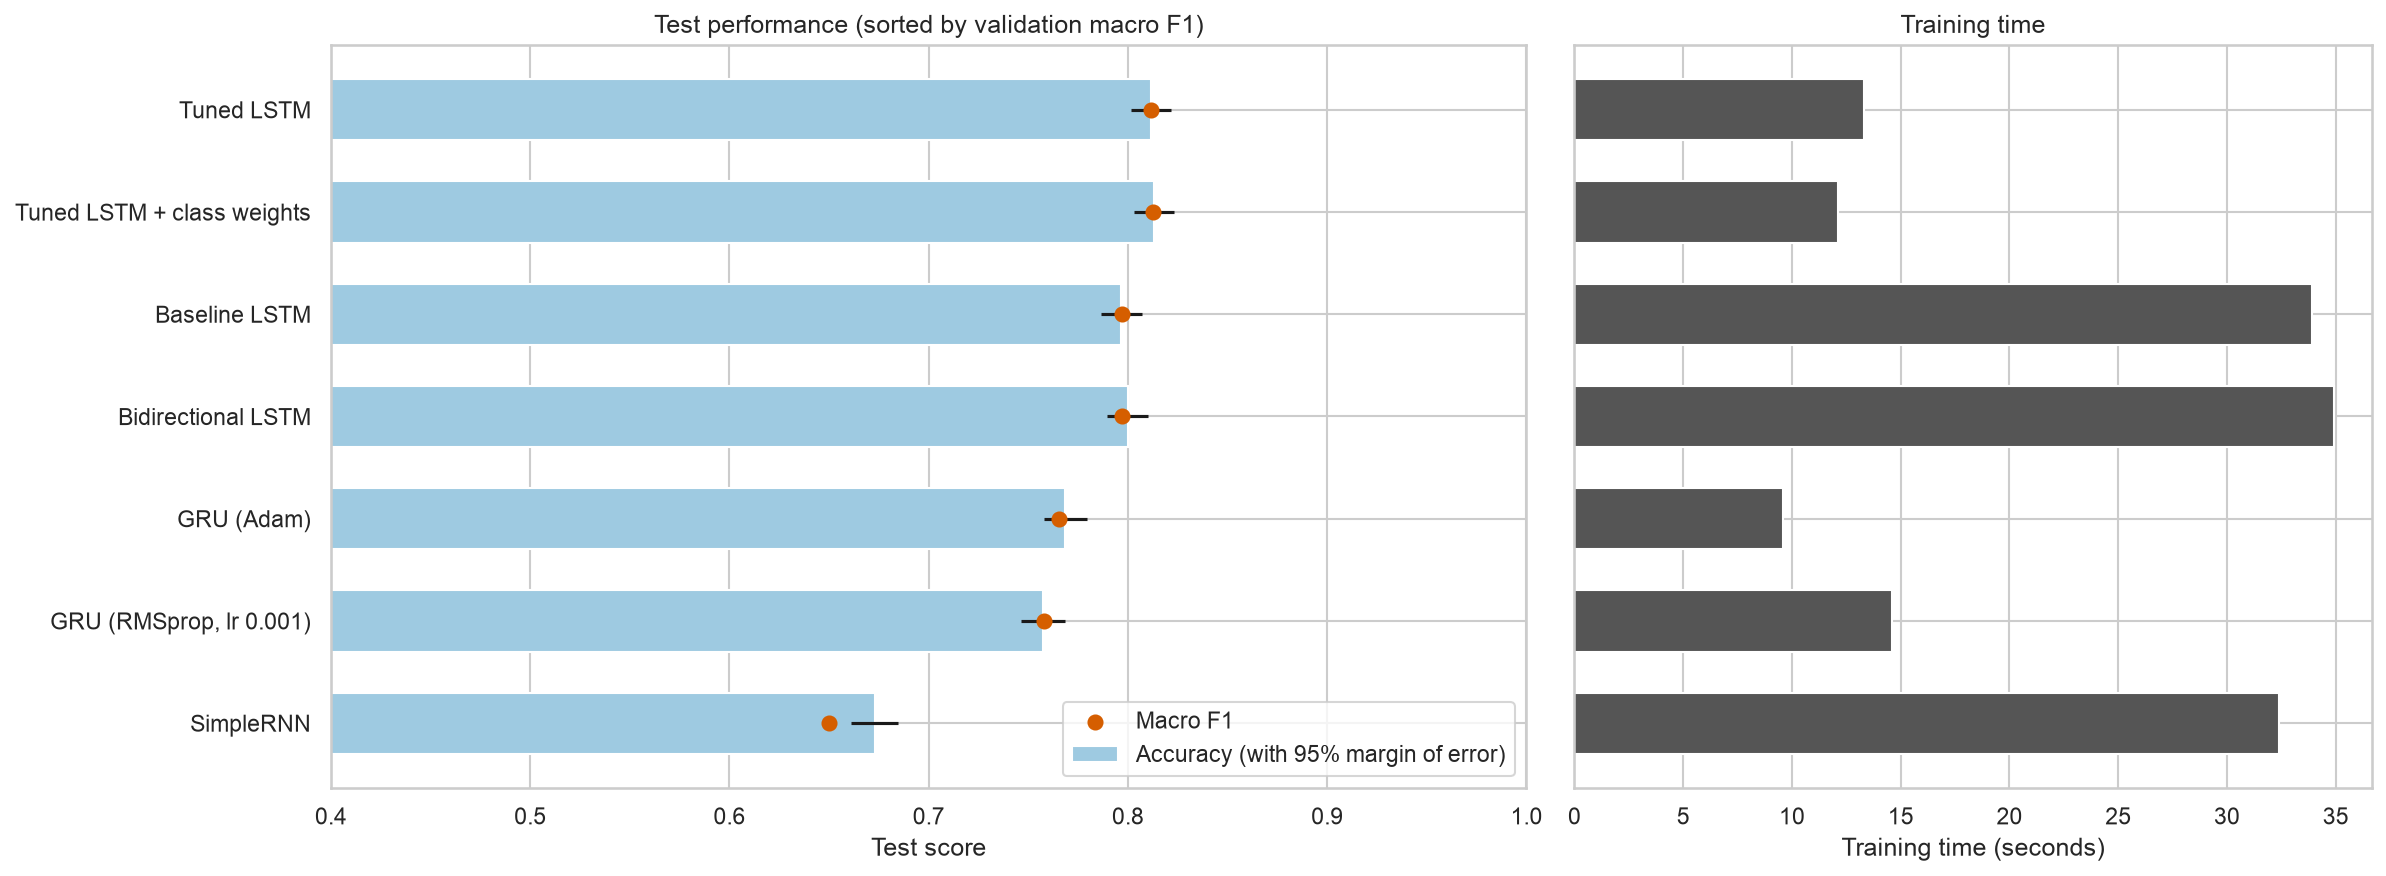 Test performance (sorted by validation macro F1)
Tuned LSTM
Tuned LSTM + class weights
Baseline LSTM
Bidirectional LSTM
GRU (Adam)
GRU (RMSprop, lr 0.001)
SimpleRNN
Macro F1
Accuracy (with 95% margin of error)
0.4 0.5 0.6 0.7 0.8 0.9 1.0
Test score
Training time
0 5 10 15 20 25 30 35
Training time (seconds)